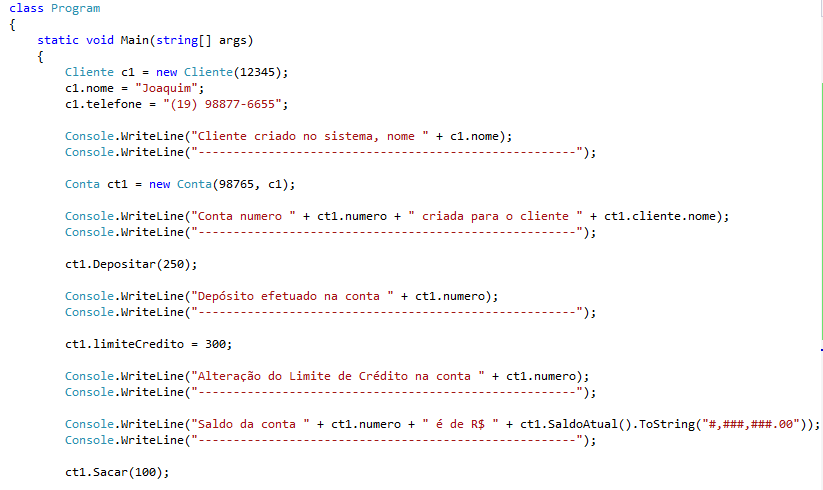 class Program
{
static void Main(string[] args)
{
Cliente c1 = new Cliente(12345);
c1.nome = "Joaquim";
c1.telefone = "(19) 98877-6655";
Console.WriteLine("Cliente criado no sistema, nome " + c1.nome);
Console.WriteLine("-------------------------------------------------------");
Conta ct1 = new Conta(98765, c1);
Console.WriteLine("Conta numero " + ct1.numero + " criada para o cliente " + ct1.cliente.nome);
Console.WriteLine("-------------------------------------------------------");
ct1.Depositar(250);
Console.WriteLine("Depósito efetuado na conta " + ct1.numero);
Console.WriteLine("-------------------------------------------------------");
ct1.limiteCredito = 300;
Console.WriteLine("Alteração do Limite de Crédito na conta " + ct1.numero);
Console.WriteLine("-------------------------------------------------------");
Console.WriteLine("Saldo da conta " + ct1.numero + " é de R$ " + ct1.SaldoAtual().ToString("#,###,###.00"));
Console.WriteLine("-------------------------------------------------------");
ct1.Sacar(100);